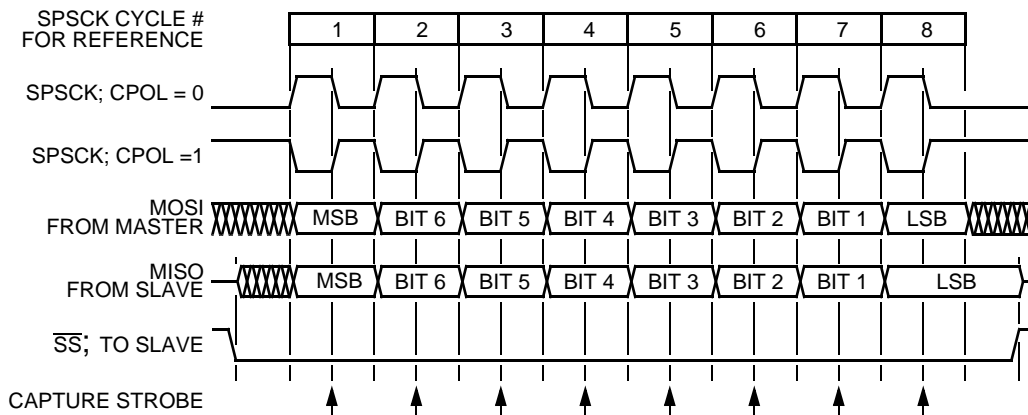 SPSCK CYCLE #
FOR REFERENCE
1 2 3 4 5 6 7 8
SPSCK; CPOL = 0
SPSCK; CPOL =1
MOSI
FROM MASTER
MSB BIT 6 BIT 5 BIT 4 BIT 3 BIT 2 BIT 1 LSB
MISO
FROM SLAVE
MSB BIT 6 BIT 5 BIT 4 BIT 3 BIT 2 BIT 1 LSB
SS; TO SLAVE
CAPTURE STROBE